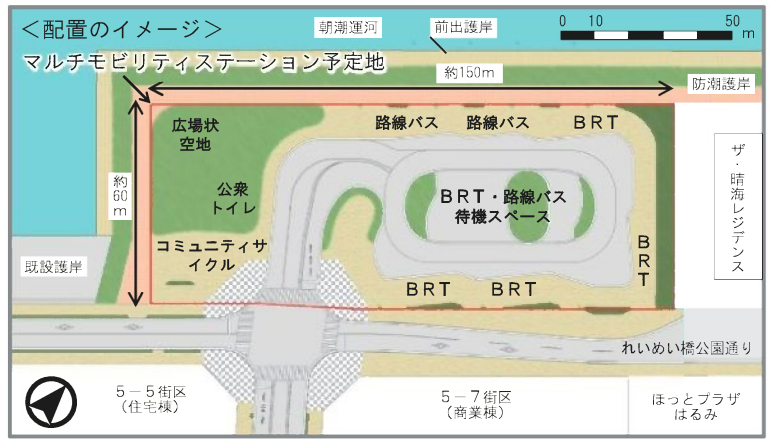 ＜配置のイメージ＞
朝潮運河
前出護岸
0 10 50
m
マルチモビリティステーション予定地
約150m
防潮護岸
広場状
空地
路線バス
路線バス
BRT
約60m
公衆
トイレ
BRT・路線バス
待機スペース
ザ・晴海レジデンス
コミュニティサ
イクル
BRT
既設護岸
BRT
BRT
れいめい橋公園通り
5－5街区
（住宅棟）
5－7街区
（商業棟）
ほっとプラザ
はるみ